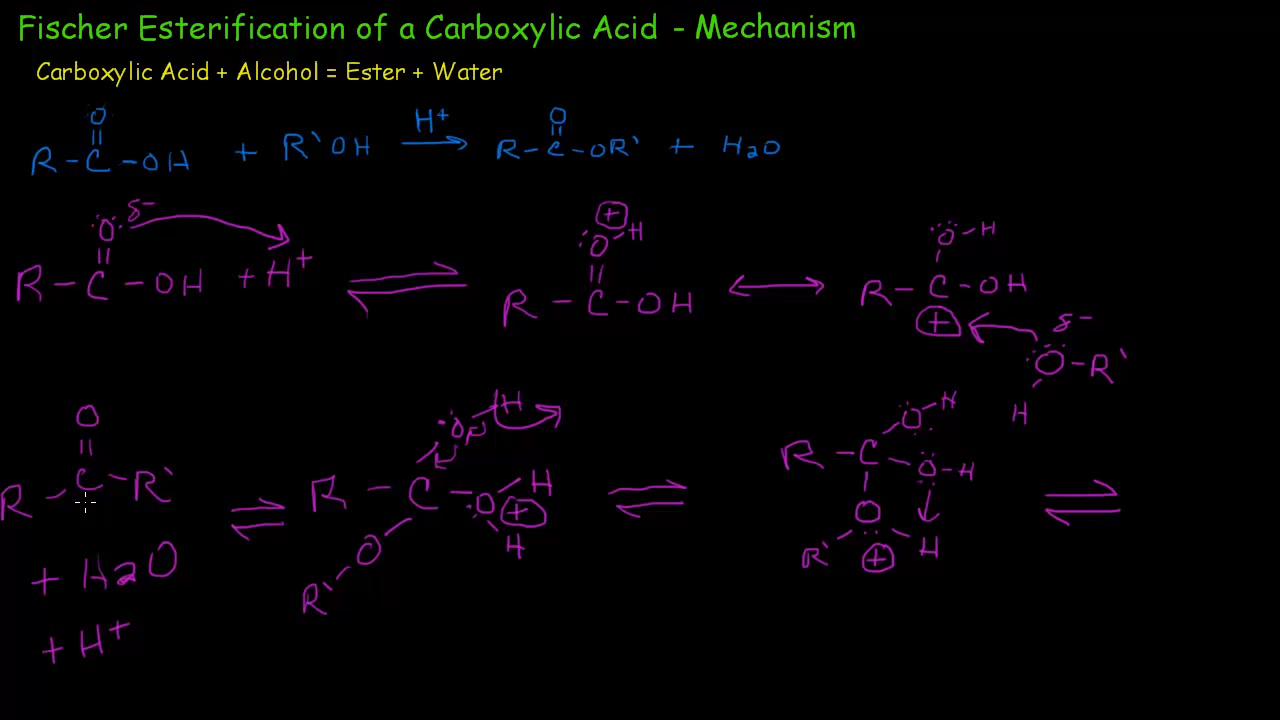 Fischer Esterification of a Carboxylic Acid - Mechanism
Carboxylic Acid + Alcohol = Ester + Water
O O
R - C - OH + R`OH H+ R - C - OR` + H2O
O δ- + O H O - H
R - C - OH + H+ R - C - OH R - C - OH
+ δ-
O - R`
H
O O H O H
R - C - R` R - C - O H + H R - C - O - H
R` O R` O + H
+ H2O
+ H+